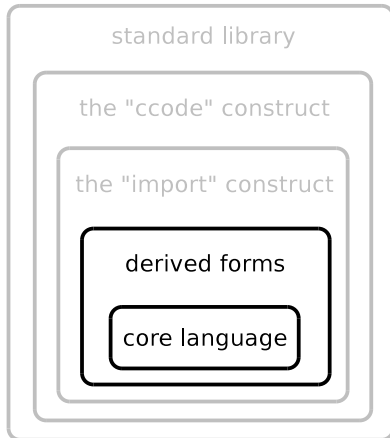 standard library
the "ccode" construct
the "import" construct
derived forms
core language